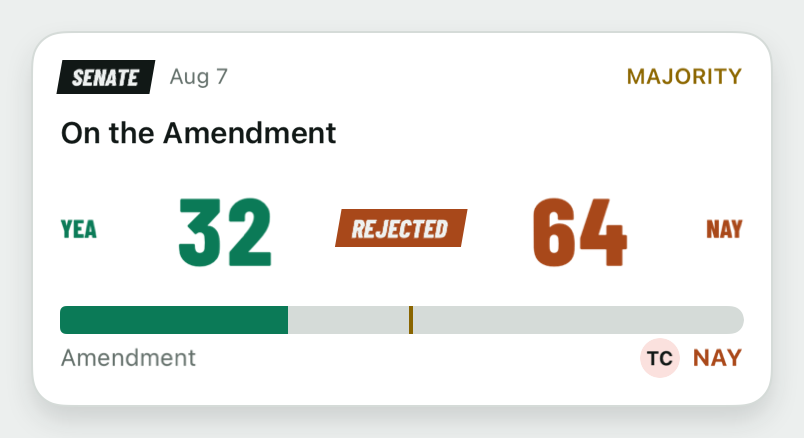 SENATE Aug 7 MAJORITY
On the Amendment
YEA 32 REJECTED 64 NAY
Amendment TC NAY